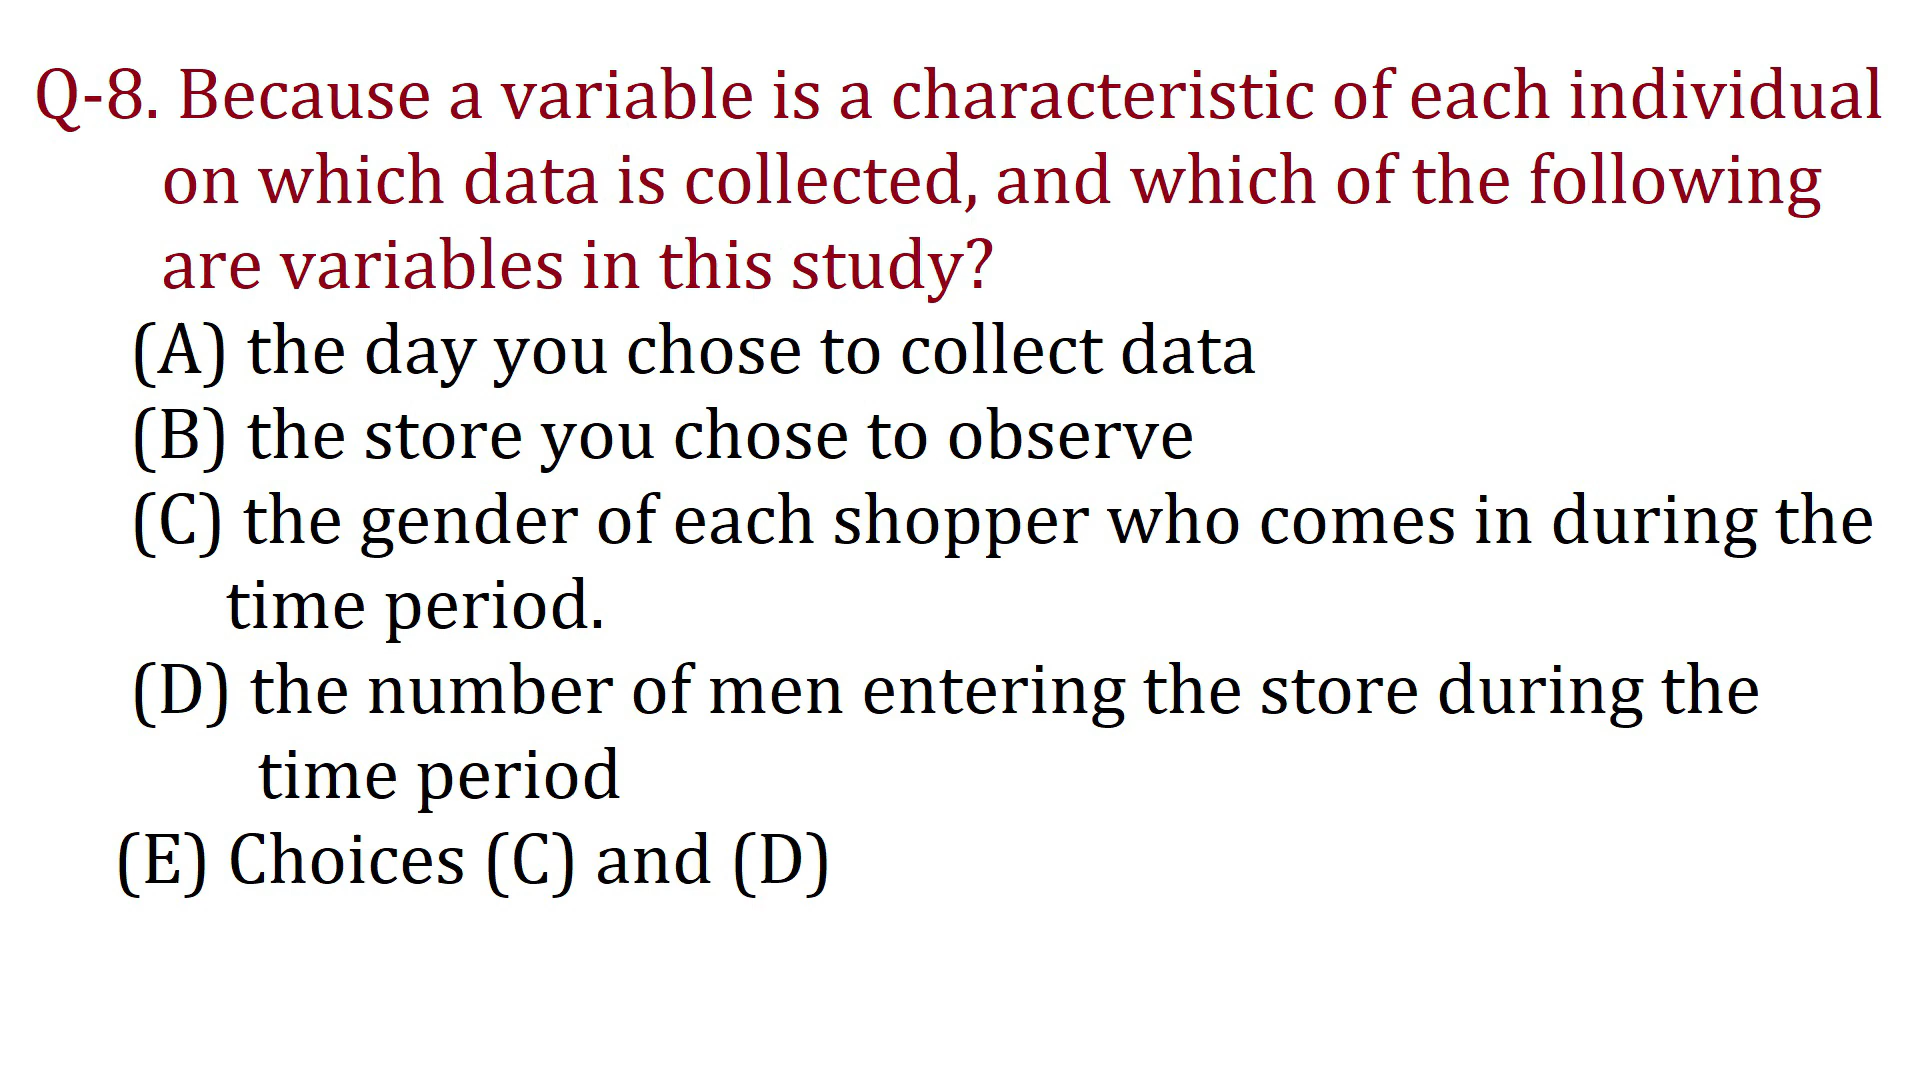 Q-8. Because a variable is a characteristic of each individual
on which data is collected, and which of the following
are variables in this study?
(A) the day you chose to collect data
(B) the store you chose to observe
(C) the gender of each shopper who comes in during the
time period.
(D) the number of men entering the store during the
time period
(E) Choices (C) and (D)